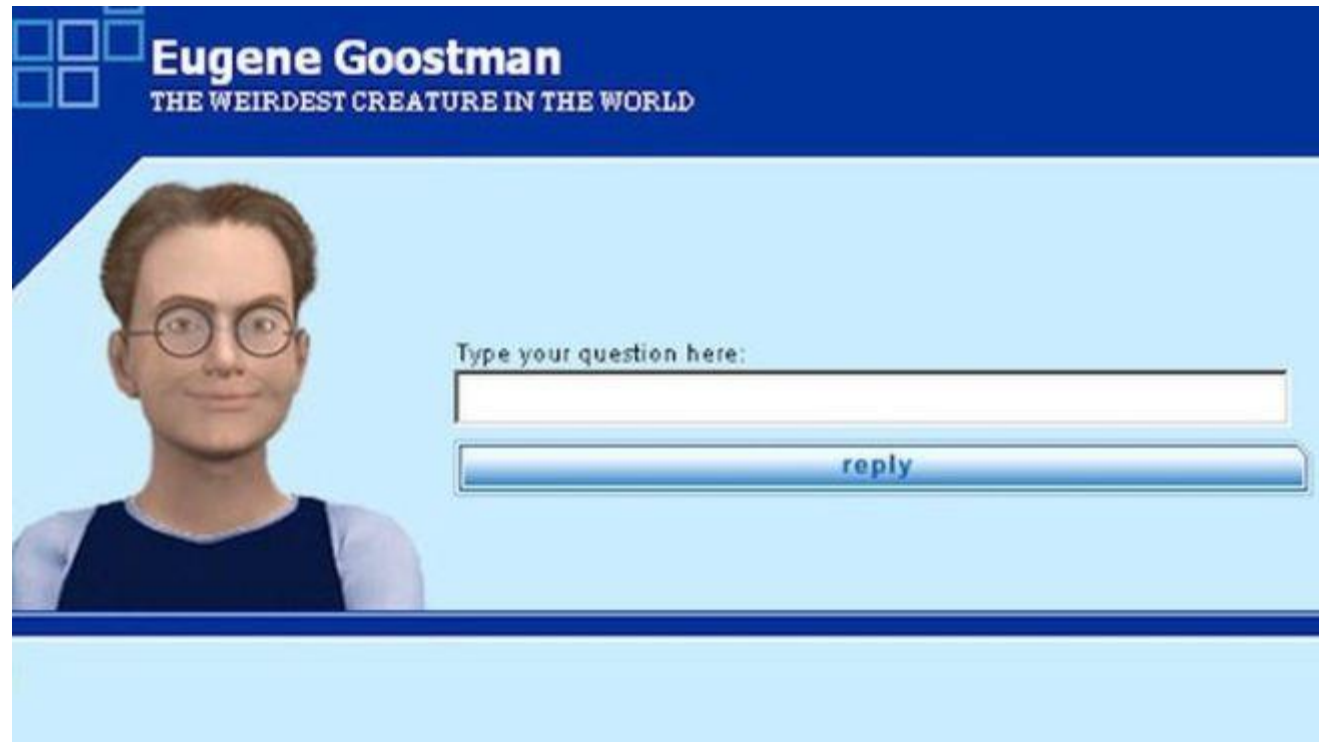 Eugene Goostman
THE WEIRDEST CREATURE IN THE WORLD
Type your question here:
reply